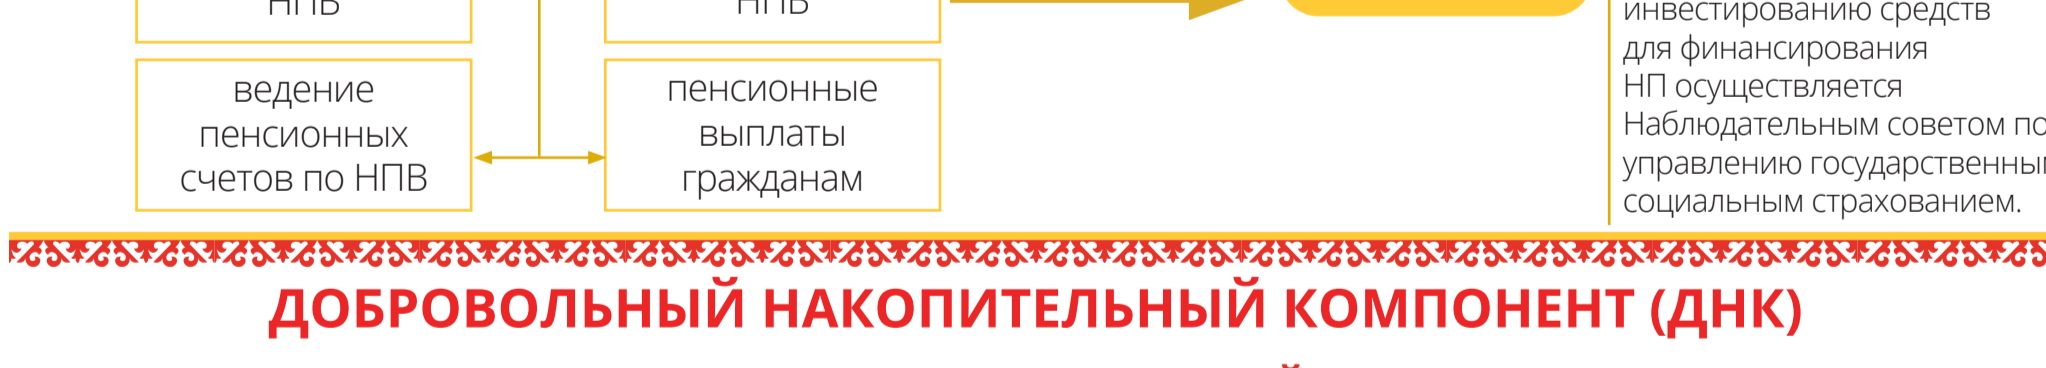 НПВ
ведение
пенсионных
счетов по НПВ
НПВ
пенсионные
выплаты
гражданам
инвестированию средств
для финансирования
НП осуществляется
Наблюдательным советом по
управлению государственны
социальным страхованием.
ДОБРОВОЛЬНЫЙ НАКОПИТЕЛЬНЫЙ КОМПОНЕНТ (ДНК)